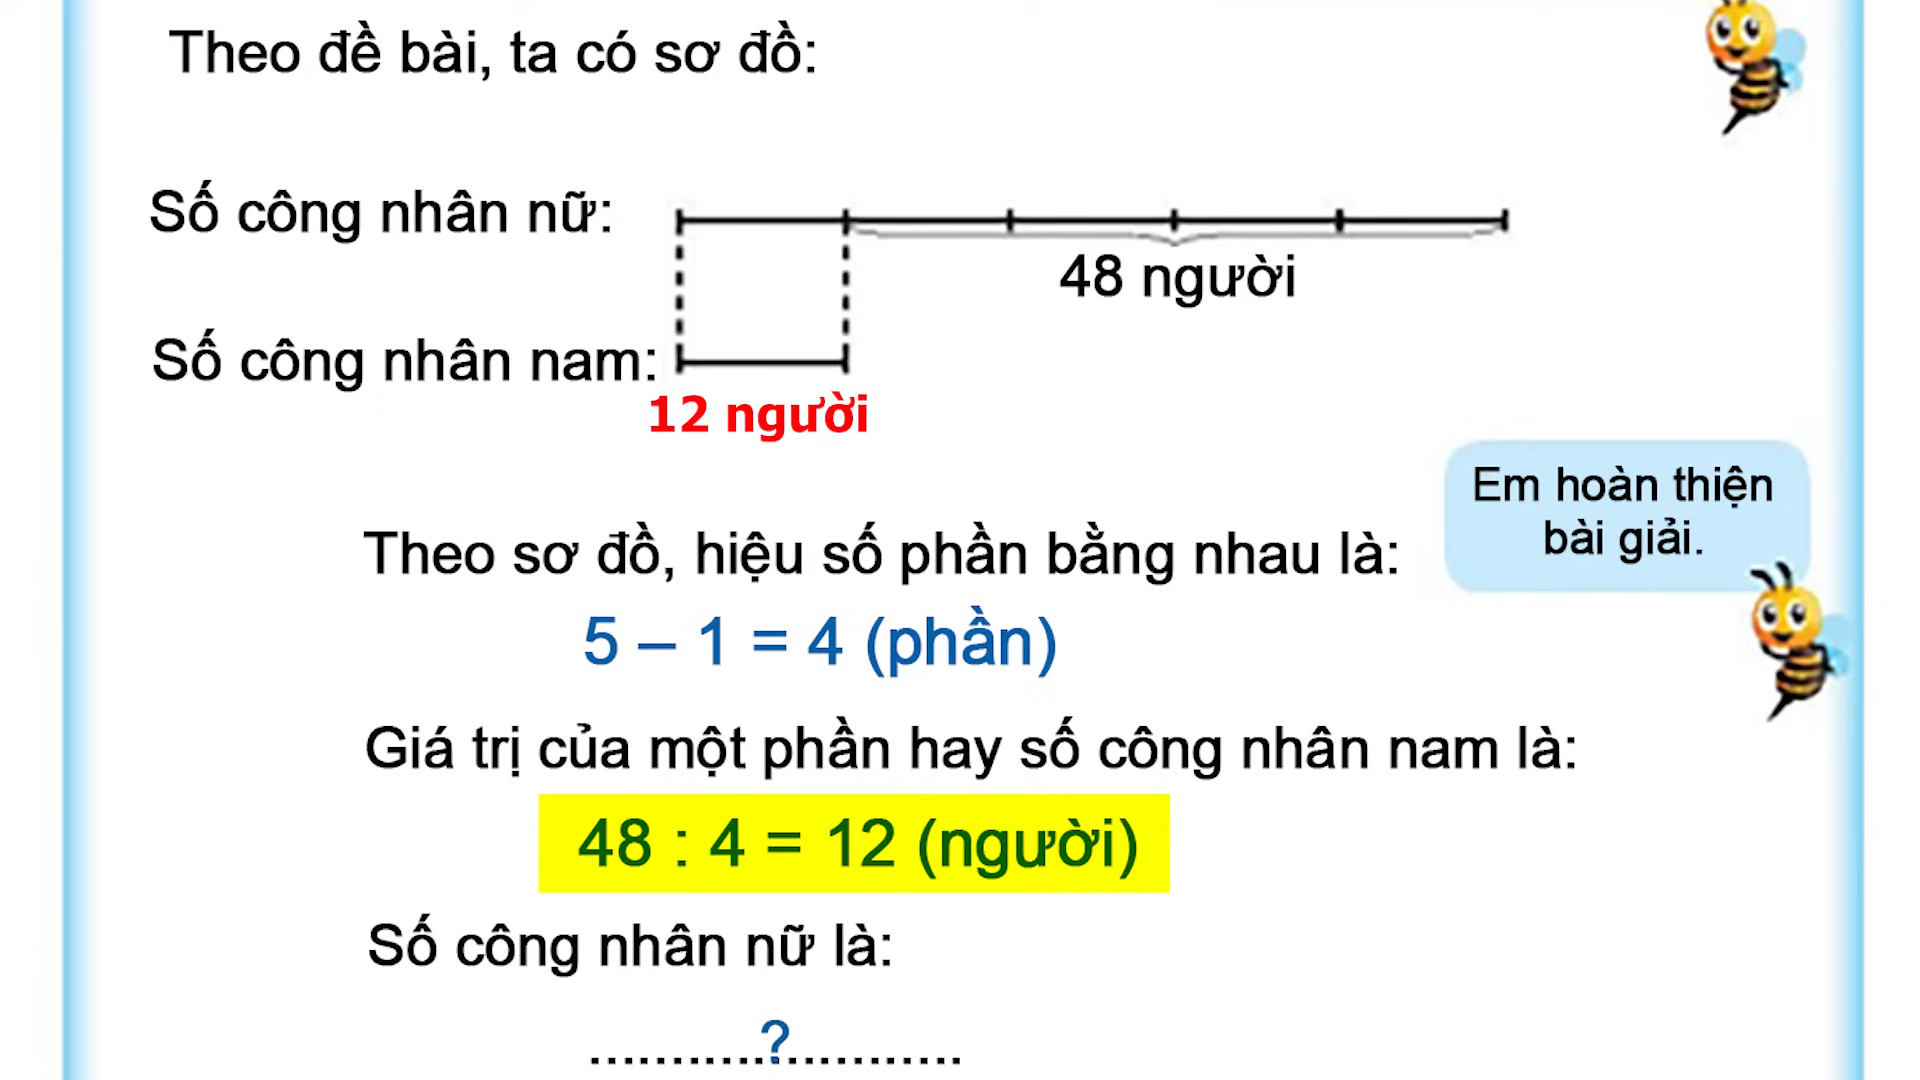 Theo đề bài, ta có sơ đồ:
Số công nhân nữ:
48 người
Số công nhân nam:
12 người
Em hoàn thiện
bài giải.
Theo sơ đồ, hiệu số phần bằng nhau là:
5 – 1 = 4 (phần)
Giá trị của một phần hay số công nhân nam là:
48 : 4 = 12 (người)
Số công nhân nữ là:
...........?...........